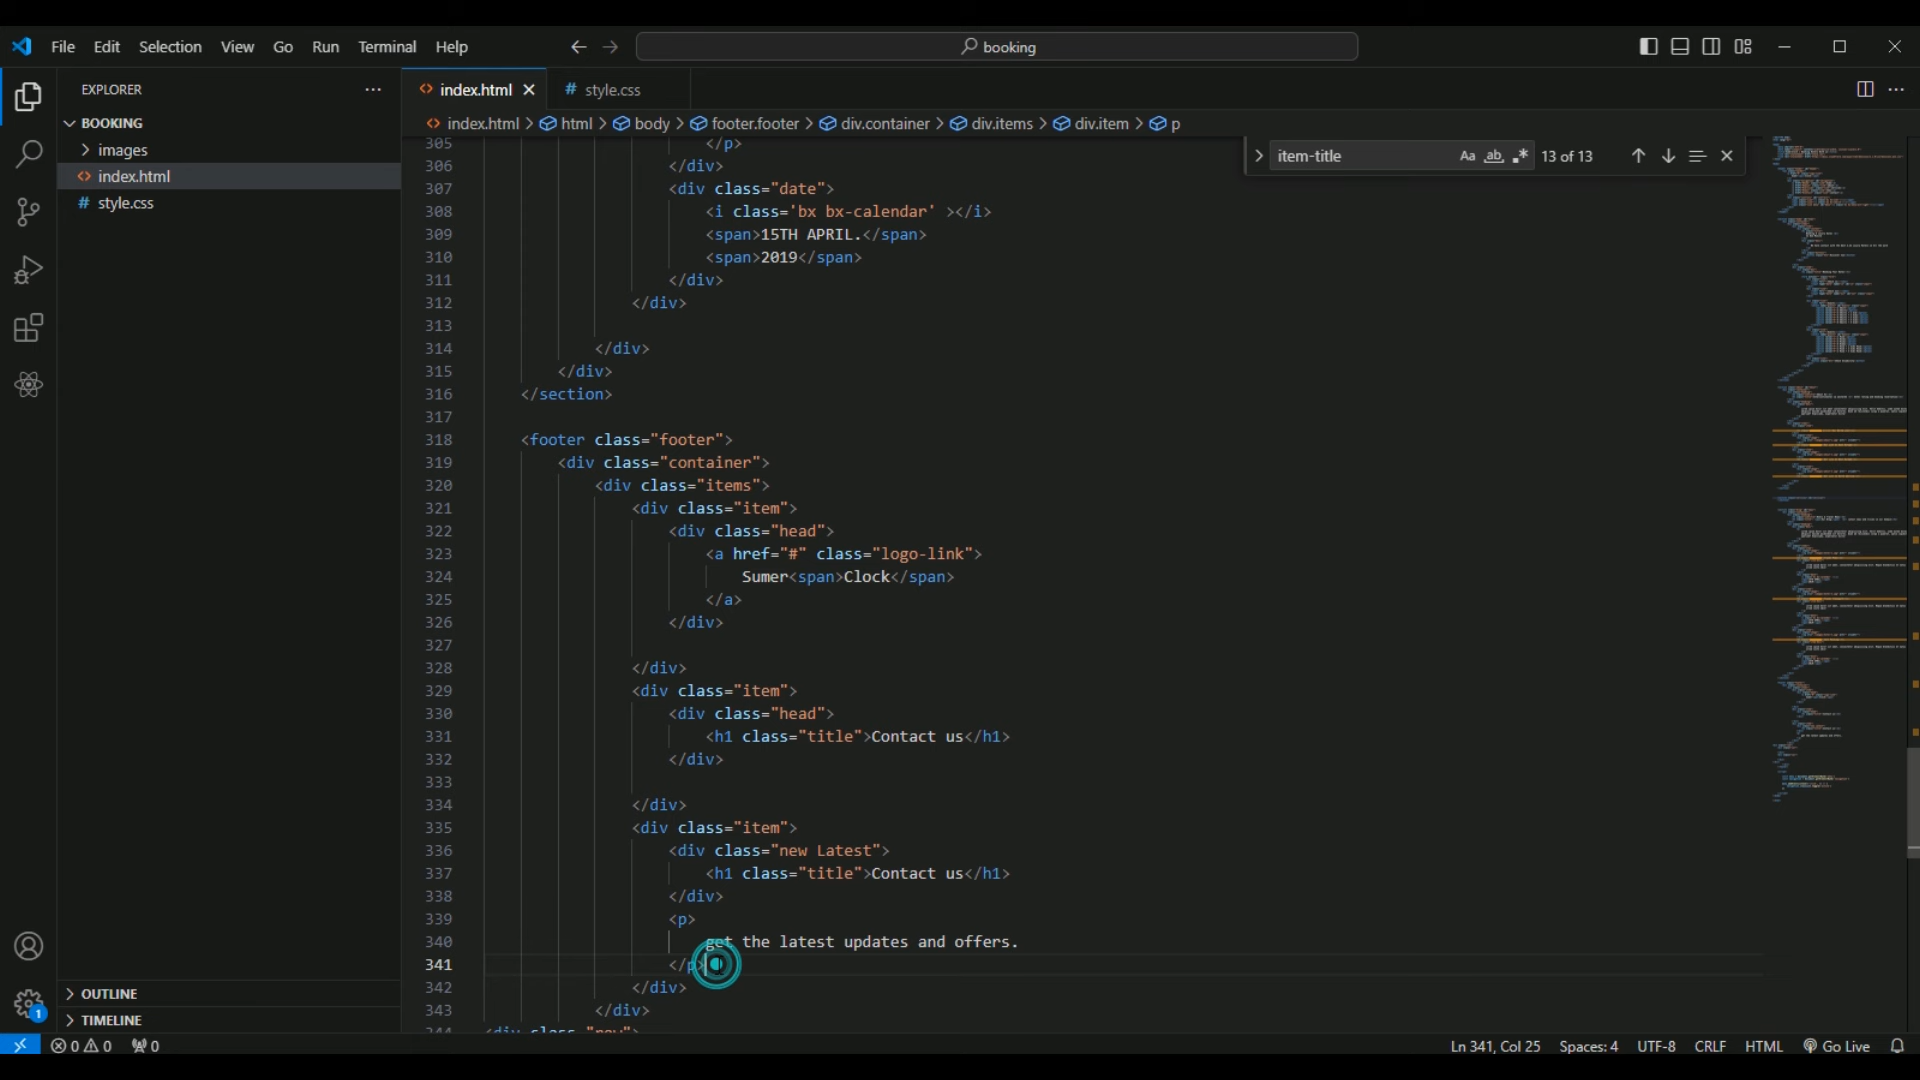 File Edit Selection View Go Run Terminal Help
booking
EXPLORER
index.html
# style.css
BOOKING
images
index.html
# style.css
index.html > html > body > footer.footer > div.container > div.items > div.item > p
item-title
Aa ab .* 13 of 13
305 </p>
306 </div>
307 <div class="date">
308 <i class='bx bx-calendar' ></i>
309 <span>15TH APRIL.</span>
310 <span>2019</span>
311 </div>
312 </div>
313
314 </div>
315 </div>
316 </section>
317
318 <footer class="footer">
319 <div class="container">
320 <div class="items">
321 <div class="item">
322 <div class="head">
323 <a href="#" class="logo-link">
324 Sumer<span>Clock</span>
325 </a>
326 </div>
327
328 </div>
329 <div class="item">
330 <div class="head">
331 <h1 class="title">Contact us</h1>
332 </div>
333
334 </div>
335 <div class="item">
336 <div class="new Latest">
337 <h1 class="title">Contact us</h1>
338 </div>
339 <p>
340 get the latest updates and offers.
341 </p>
342 </div>
343 </div>
344 <div class="new">
OUTLINE
TIMELINE
1
0 0 0
Ln 341, Col 25 Spaces: 4 UTF-8 CRLF HTML Go Live